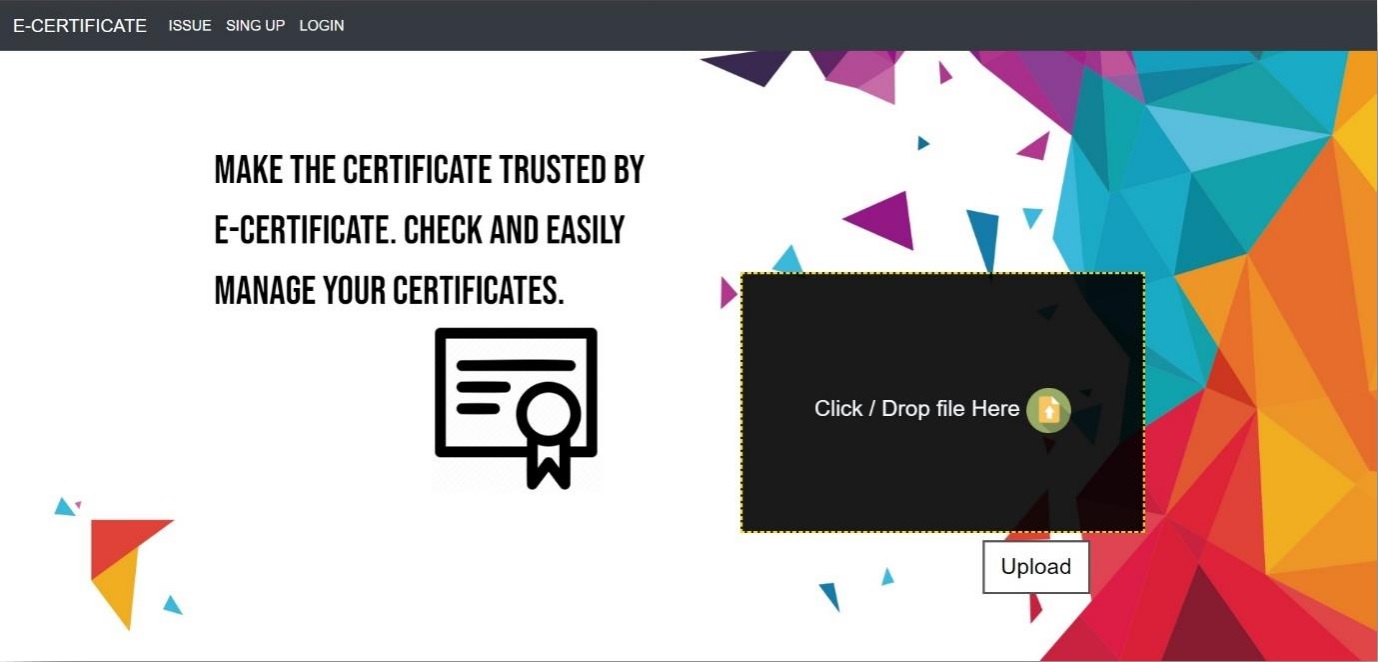 E-CERTIFICATE ISSUE SING UP LOGIN
MAKE THE CERTIFICATE TRUSTED BY
E-CERTIFICATE. CHECK AND EASILY
MANAGE YOUR CERTIFICATES.
Click / Drop file Here
Upload